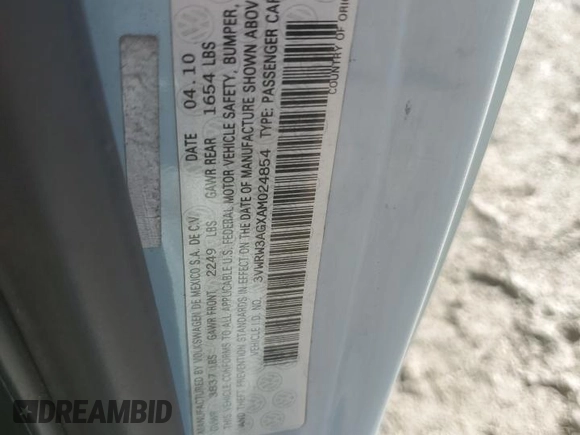 MANUFACTURED BY VOLKSWAGEN DE MEXICO S.A. DE C.V. DATE 04.10
GVWR 3837 LBS GAWR FRONT 2249 LBS GAWR REAR 1654 LBS
THIS VEHICLE CONFORMS TO ALL APPLICABLE U.S. FEDERAL MOTOR VEHICLE SAFETY, BUMPER,
AND THEFT PREVENTION STANDARDS IN EFFECT ON THE DATE OF MANUFACTURE SHOWN ABOV
VEHICLE I.D. NO. 3VWRW3AGXAM024854 TYPE: PASSENGER CAR
COUNTRY OF ORIG
DREAMBID